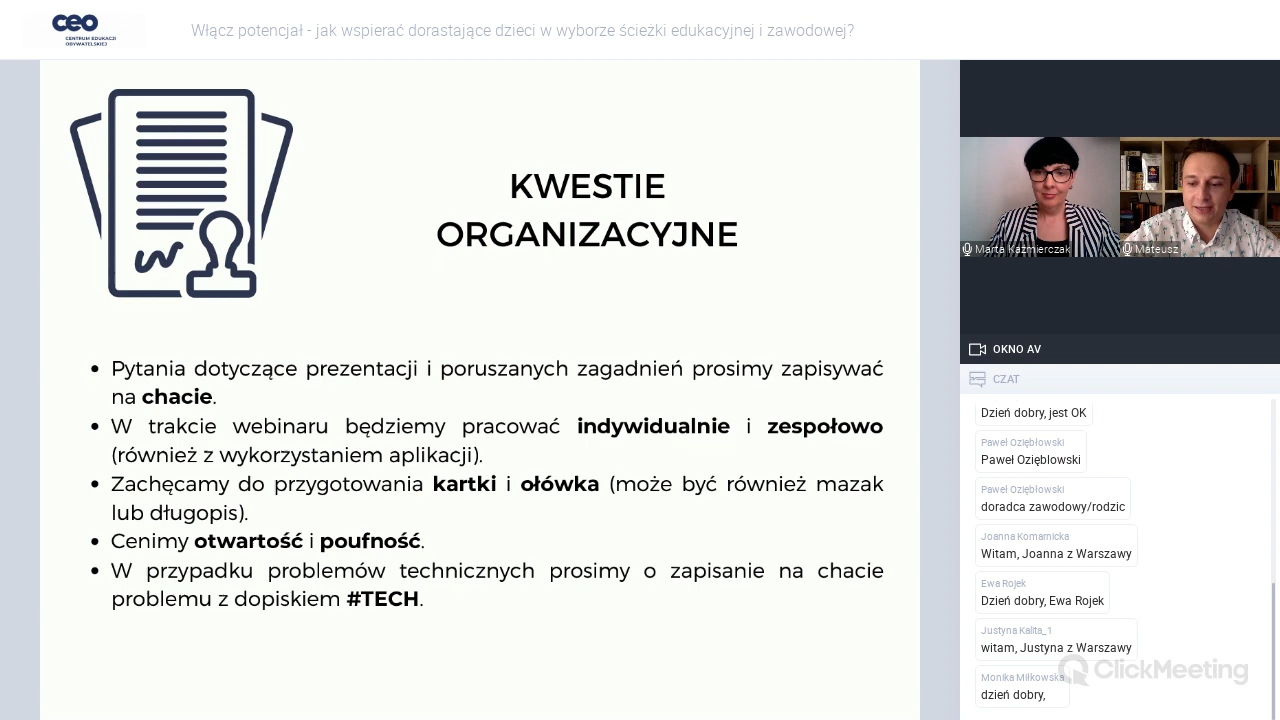 ceo
CENTRUM EDUKACJI
OBYWATELSKIEJ
Włącz potencjał - jak wspierać dorastające dzieci w wyborze ścieżki edukacyjnej i zawodowej?
KWESTIE
ORGANIZACYJNE
• Pytania dotyczące prezentacji i poruszanych zagadnień prosimy zapisywać
na chacie.
• W trakcie webinaru będziemy pracować indywidualnie i zespołowo
(również z wykorzystaniem aplikacji).
• Zachęcamy do przygotowania kartki i ołówka (może być również mazak
lub długopis).
• Cenimy otwartość i poufność.
• W przypadku problemów technicznych prosimy o zapisanie na chacie
problemu z dopiskiem #TECH.
Marta Kaźmierczak
Mateusz
OKNO AV
CZAT
Dzień dobry, jest OK
Paweł Oziębłowski
Paweł Ozięblowski
Paweł Oziębłowski
doradca zawodowy/rodzic
Joanna Komarnicka
Witam, Joanna z Warszawy
Ewa Rojek
Dzień dobry, Ewa Rojek
Justyna Kalita_1
witam, Justyna z Warszawy
Monika Miłkowska
dzień dobry,
ClickMeeting